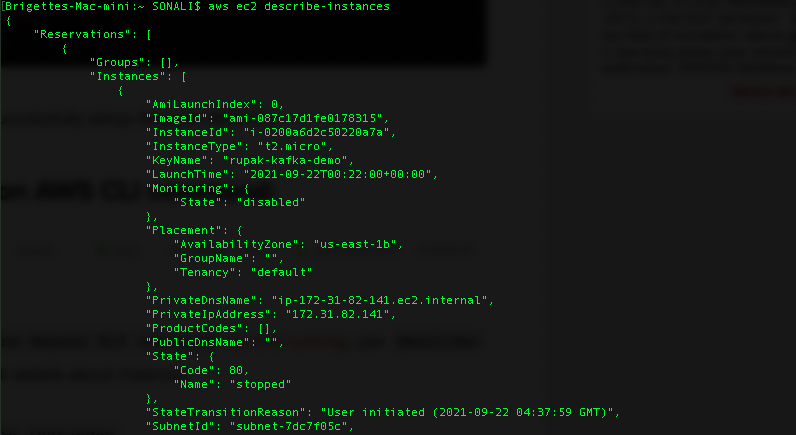 [Brigettes-Mac-mini:~ SONALI$ aws ec2 describe-instances
{
"Reservations": [
{
"Groups": [],
"Instances": [
{
"AmiLaunchIndex": 0,
"ImageId": "ami-087c17d1fe0178315",
"InstanceId": "i-0200a6d2c50220a7a",
"InstanceType": "t2.micro",
"KeyName": "rupak-kafka-demo",
"LaunchTime": "2021-09-22T00:22:00+00:00",
"Monitoring": {
"State": "disabled"
},
"Placement": {
"AvailabilityZone": "us-east-1b",
"GroupName": "",
"Tenancy": "default"
},
"PrivateDnsName": "ip-172-31-82-141.ec2.internal",
"PrivateIpAddress": "172.31.82.141",
"ProductCodes": [],
"PublicDnsName": "",
"State": {
"Code": 80,
"Name": "stopped"
},
"StateTransitionReason": "User initiated (2021-09-22 04:37:59 GMT)",
"SubnetId": "subnet-7dc7f05c",